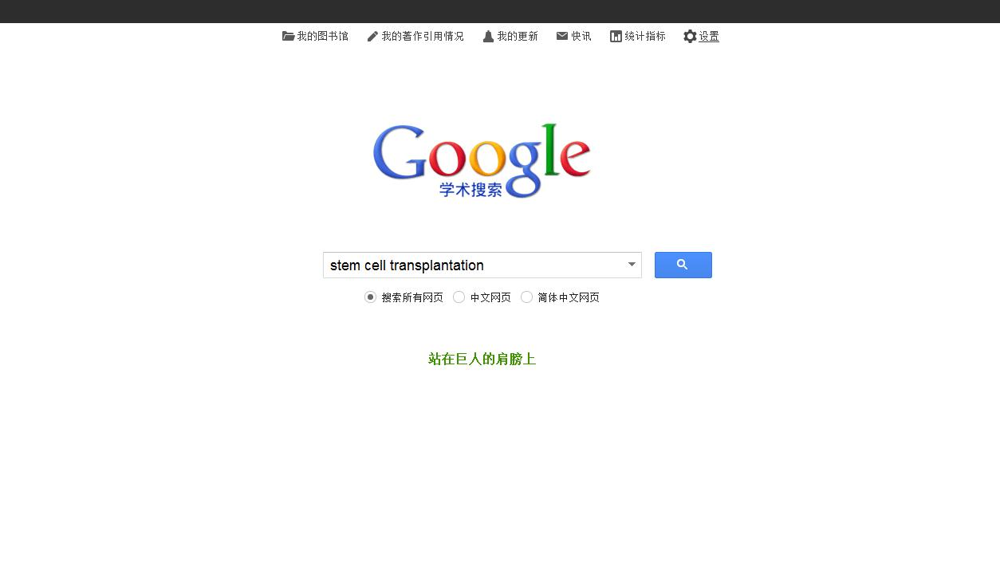 我的图书馆 我的著作引用情况 我的更新 快讯 统计指标 设置
Google
学术搜索
stem cell transplantation
搜索所有网页 中文网页 简体中文网页
站在巨人的肩膀上